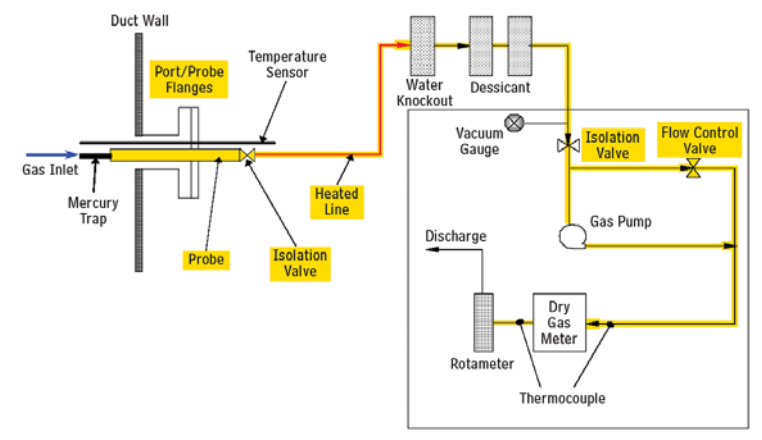 Duct Wall
Port/Probe
Flanges
Temperature
Sensor
Water
Knockout
Dessicant
Vacuum
Gauge
Isolation
Valve
Flow Control
Valve
Gas Inlet
Mercury
Trap
Heated
Line
Probe
Isolation
Valve
Gas Pump
Discharge
Dry
Gas
Meter
Rotameter
Thermocouple